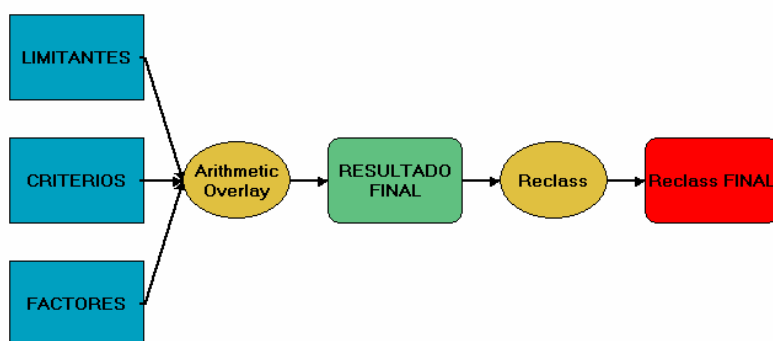 LIMITANTES
CRITERIOS
FACTORES
Arithmetic
Overlay
RESULTADO
FINAL
Reclass
Reclass FINAL